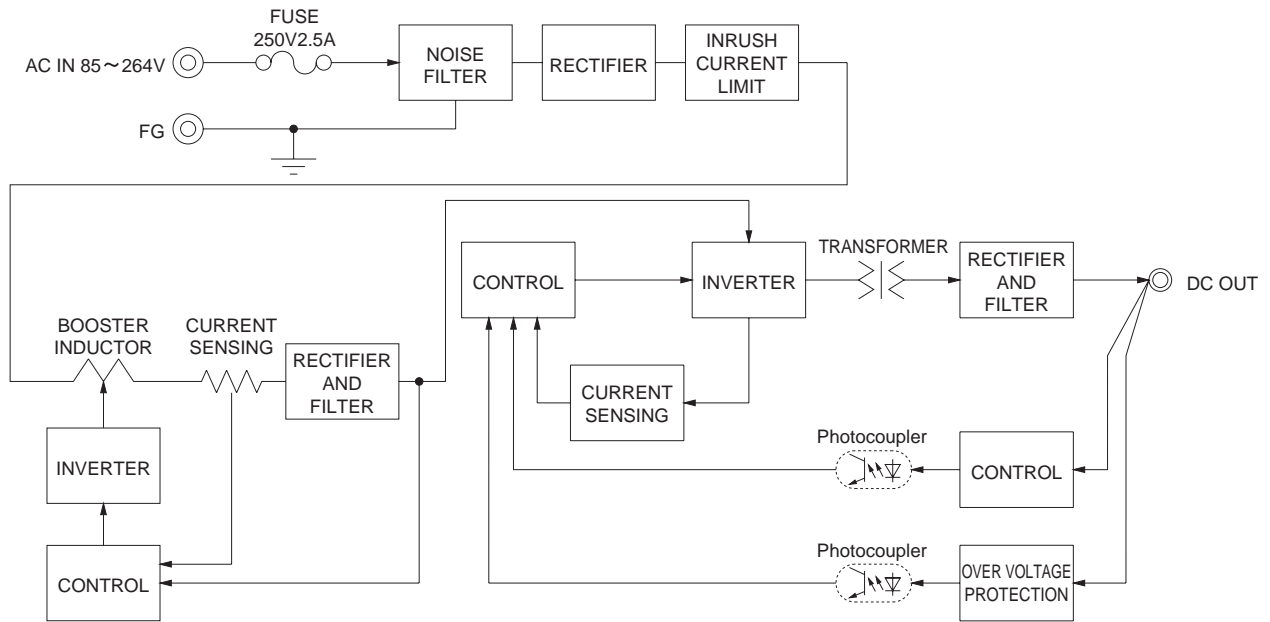 FUSE
250V2.5A
AC IN 85～264V
NOISE
FILTER
RECTIFIER
INRUSH
CURRENT
LIMIT
FG
CONTROL
INVERTER
TRANSFORMER
RECTIFIER
AND
FILTER
DC OUT
BOOSTER
INDUCTOR
CURRENT
SENSING
RECTIFIER
AND
FILTER
CURRENT
SENSING
INVERTER
Photocoupler
CONTROL
CONTROL
Photocoupler
OVER VOLTAGE
PROTECTION